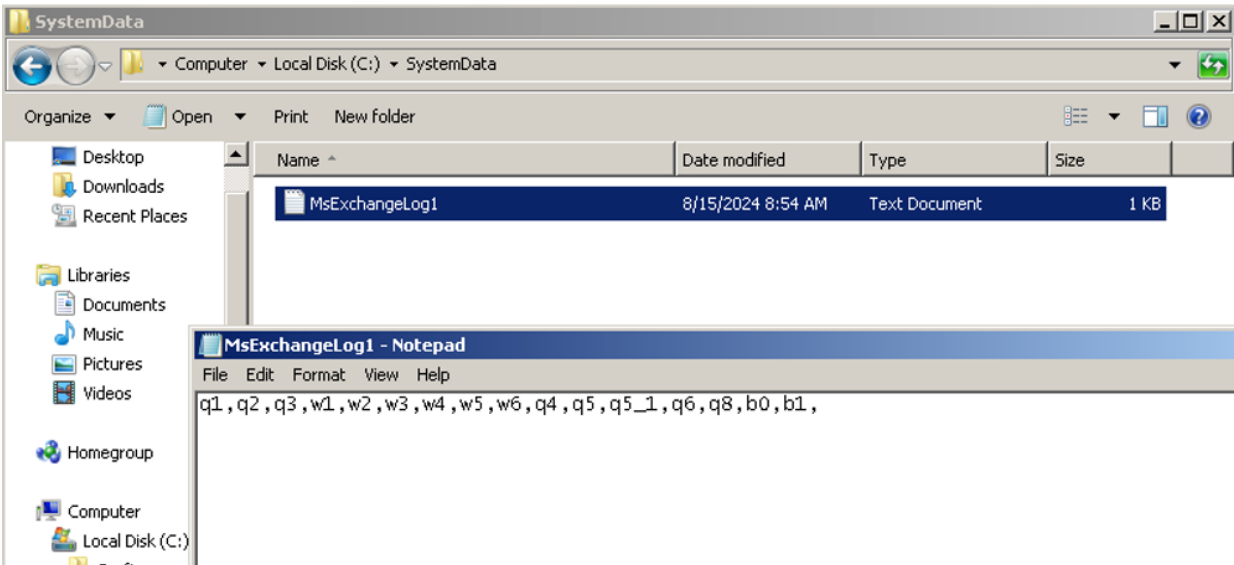 SystemData
Computer Local Disk (C:) SystemData
Organize Open Print New folder
Desktop
Downloads
Recent Places
Libraries
Documents
Music
Pictures
Videos
Homegroup
Computer
Local Disk (C:)
Name Date modified Type Size
MsExchangeLog1 8/15/2024 8:54 AM Text Document 1 KB
MsExchangeLog1 - Notepad
File Edit Format View Help
q1,q2,q3,w1,w2,w3,w4,w5,w6,q4,q5,q5_1,q6,q8,b0,b1,